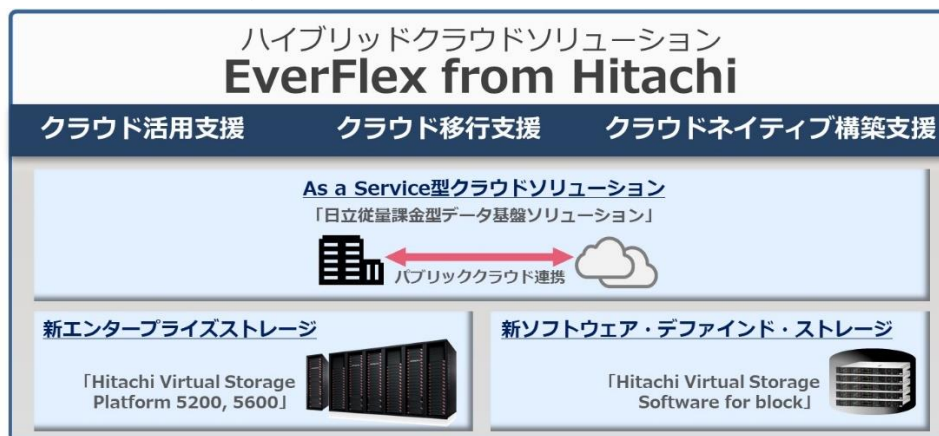 ハイブリッドクラウドソリューション
EverFlex from Hitachi
クラウド活用支援 クラウド移行支援 クラウドネイティブ構築支援
As a Service型クラウドソリューション
「日立従量課金型データ基盤ソリューション」
パブリッククラウド連携
新エンタープライズストレージ
「Hitachi Virtual Storage
Platform 5200, 5600」
新ソフトウェア・デファインド・ストレージ
「Hitachi Virtual Storage
Software for block」